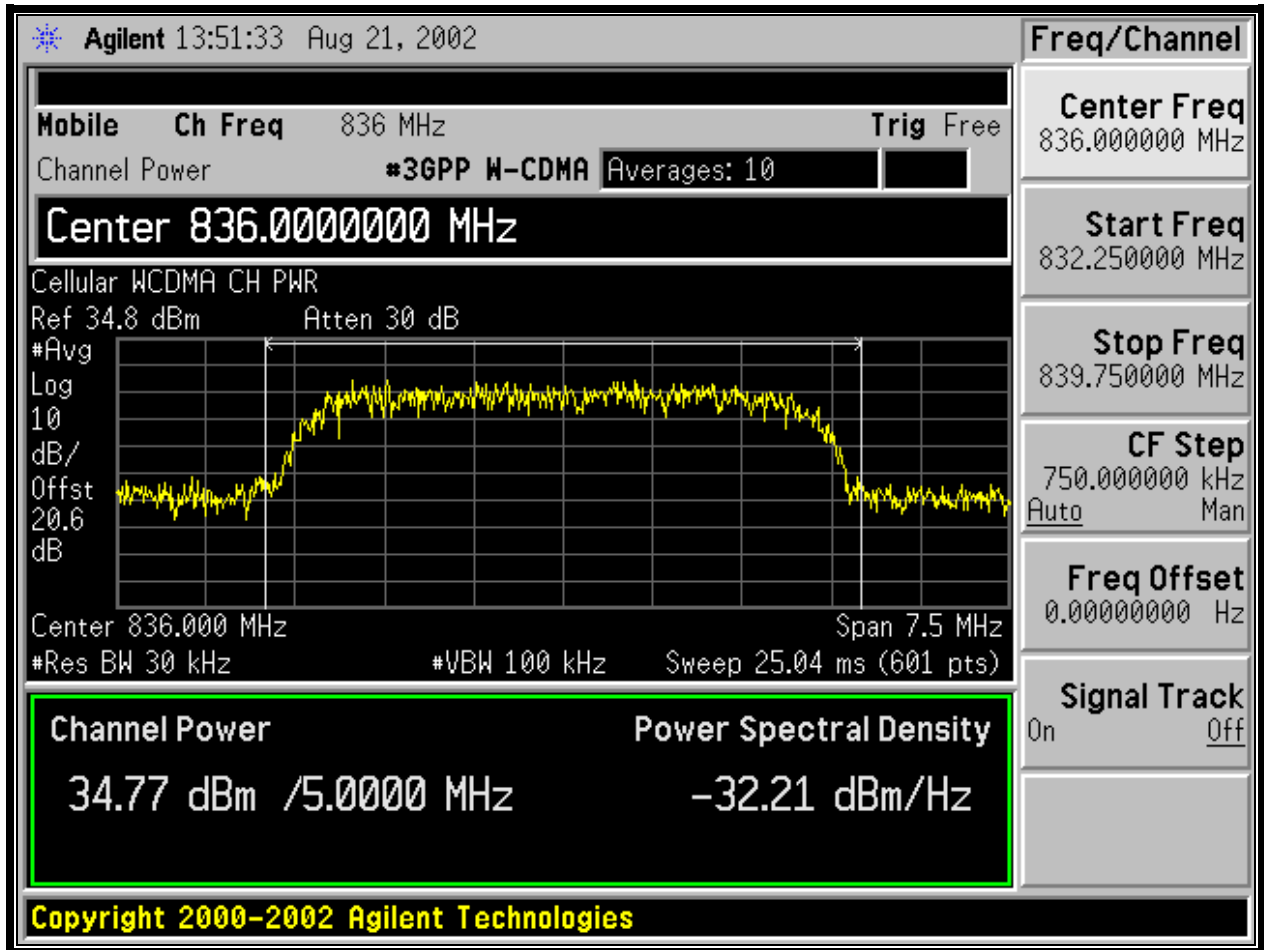 Agilent 13:51:33 Aug 21, 2002
Freq/Channel
Mobile Ch Freq 836 MHz Trig Free
Channel Power #3GPP W-CDMA Averages: 10
Center 836.0000000 MHz
Cellular WCDMA CH PWR
Ref 34.8 dBm Atten 30 dB
#Avg
Log
10
dB/
Offst
20.6
dB
Center 836.000 MHz Span 7.5 MHz
#Res BW 30 kHz #VBW 100 kHz Sweep 25.04 ms (601 pts)
Channel Power Power Spectral Density
34.77 dBm /5.0000 MHz -32.21 dBm/Hz
Center Freq
836.000000 MHz
Start Freq
832.250000 MHz
Stop Freq
839.750000 MHz
CF Step
750.000000 kHz
Auto Man
Freq Offset
0.00000000 Hz
Signal Track
On Off
Copyright 2000-2002 Agilent Technologies